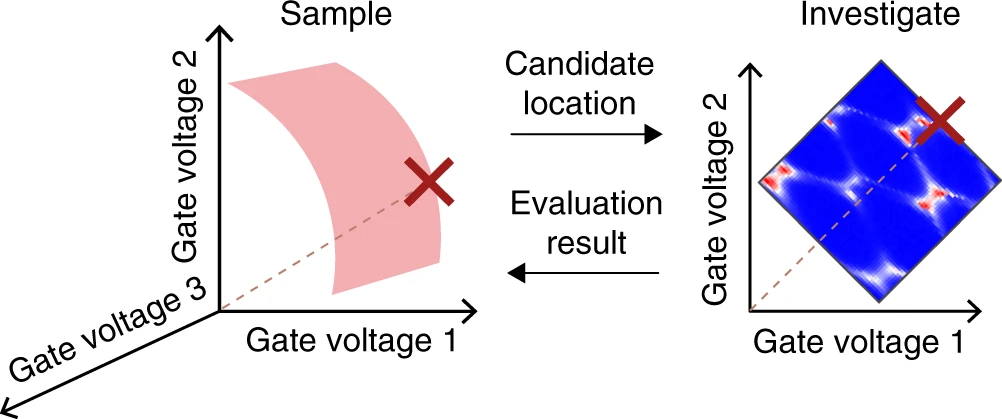 Sample
Investigate
Gate voltage 2
Gate voltage 3
Gate voltage 1
Candidate
location
Evaluation
result
Gate voltage 2
Gate voltage 1